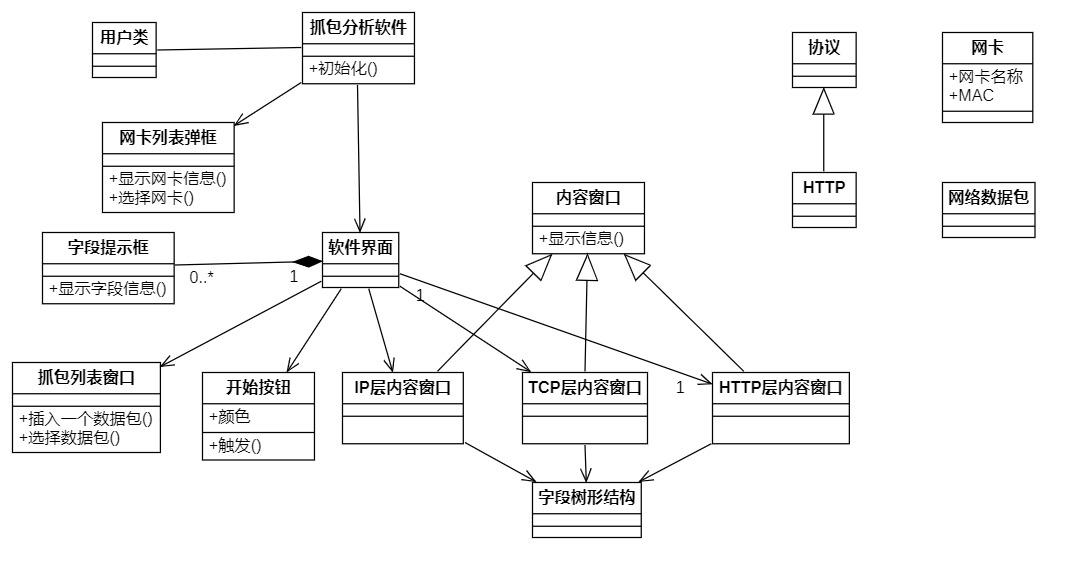 用户类
抓包分析软件
+初始化()
协议
网卡
+网卡名称
+MAC
网卡列表弹框
+显示网卡信息()
+选择网卡()
HTTP
网络数据包
内容窗口
+显示信息()
字段提示框
+显示字段信息()
软件界面
0..*
1
1
抓包列表窗口
+插入一个数据包()
+选择数据包()
开始按钮
+颜色
+触发()
IP层内容窗口
TCP层内容窗口
1
HTTP层内容窗口
字段树形结构